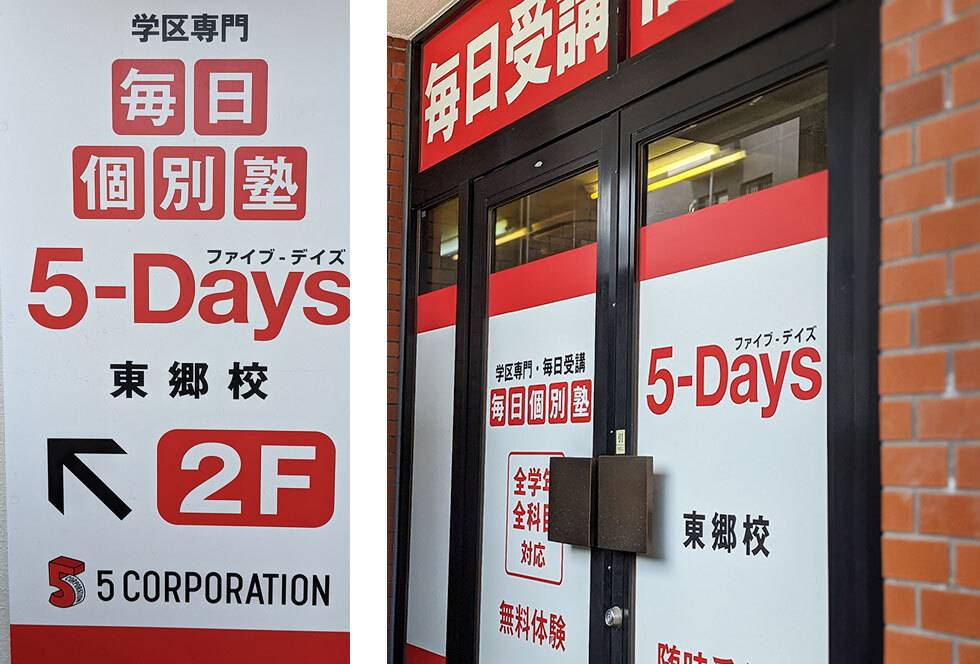 学区専門
毎日
個別塾
ファイブ-デイズ
5-Days
東郷校
2F
5 CORPORATION
毎日受講
学区専門・毎日受講
毎日個別塾
全学年
全科目
対応
無料体験
ファイブ-デイズ
5-Days
東郷校
随時